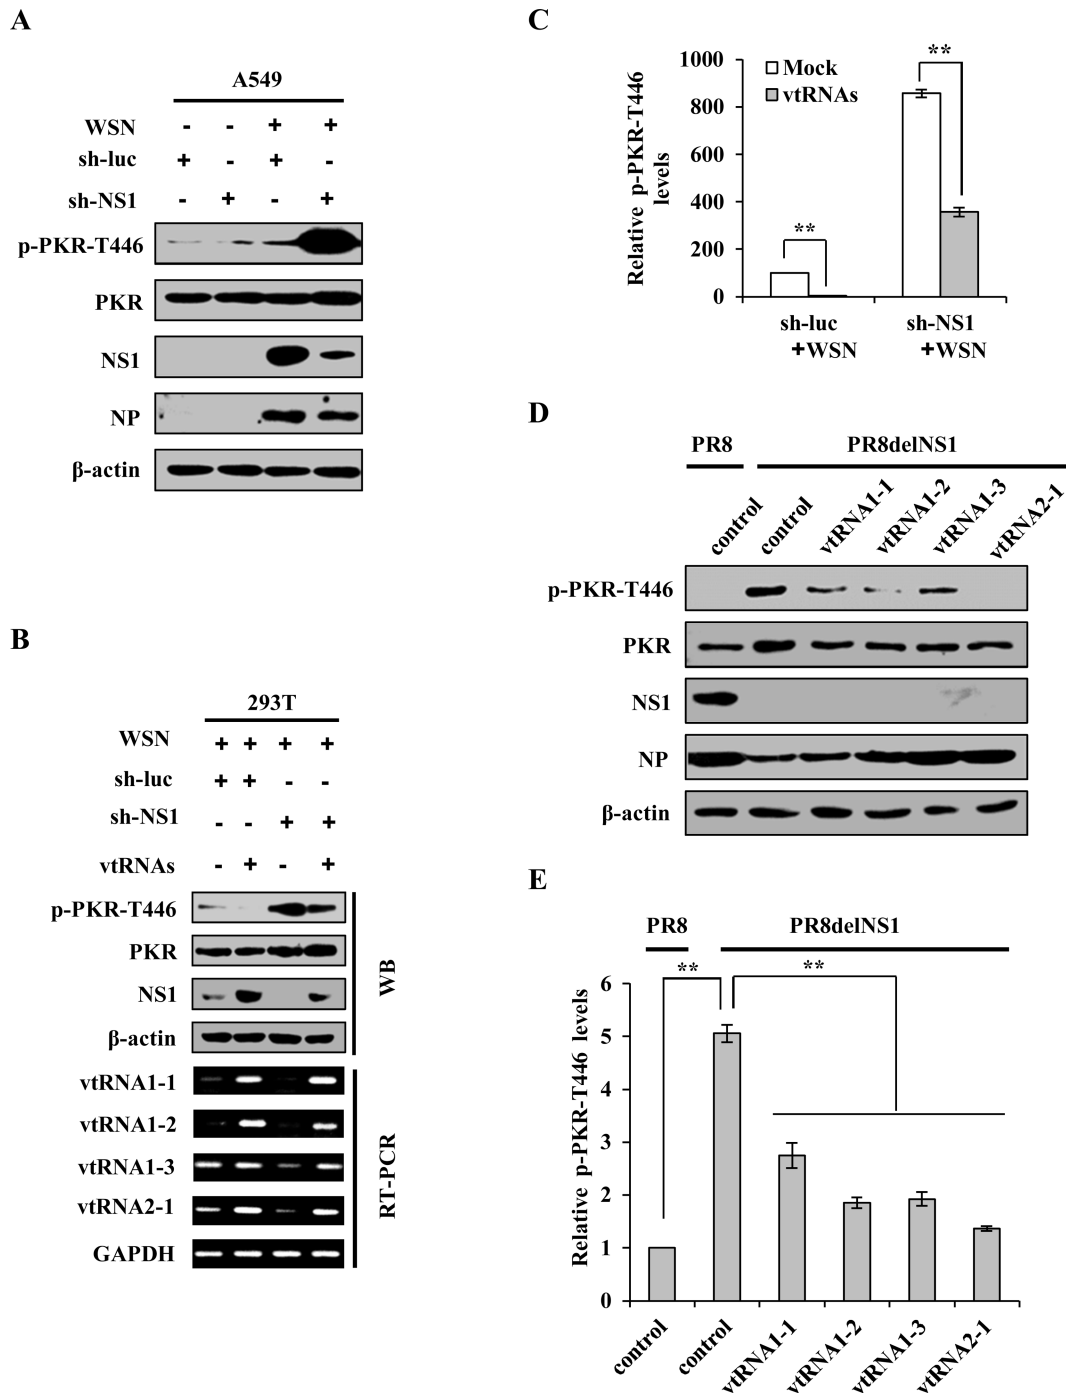 A
A549
WSN - - + +
sh-luc + - + -
sh-NS1 - + - +
p-PKR-T446
PKR
NS1
NP
β-actin
B
293T
WSN + + + +
sh-luc + + - -
sh-NS1 - - + +
vtRNAs - + - +
p-PKR-T446
PKR
NS1
β-actin
WB
vtRNA1-1
vtRNA1-2
vtRNA1-3
vtRNA2-1
GAPDH
RT-PCR
C
Relative p-PKR-T446
levels
1000
800
600
400
200
0
Mock
vtRNAs
**
**
sh-luc
+WSN
sh-NS1
+WSN
D
PR8
PR8delNS1
control
control
vtRNA1-1
vtRNA1-2
vtRNA1-3
vtRNA2-1
p-PKR-T446
PKR
NS1
NP
β-actin
E
PR8
PR8delNS1
**
**
Relative p-PKR-T446 levels
6
5
4
3
2
1
0
control
control
vtRNA1-1
vtRNA1-2
vtRNA1-3
vtRNA2-1